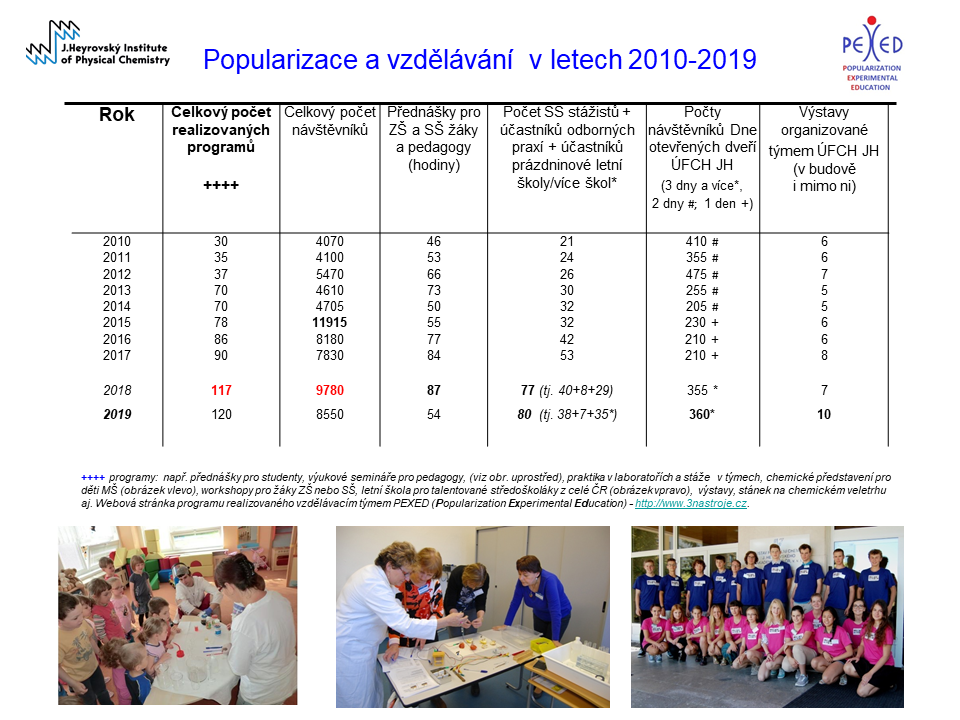 J.Heyrovský Institute
of Physical Chemistry
PEXED
POPULARIZATION
EXPERIMENTAL
EDUCATION
Popularizace a vzdělávání v letech 2010-2019
Rok
Celkový počet
realizovaných
programů
++++
Celkový počet
návštěvníků
Přednášky pro
ZŠ a SŠ žáky
a pedagogy
(hodiny)
Počet SŠ stážistů +
účastníků odborných
praxí + účastníků
prázdninové letní
školy/více škol*
Počty
návštěvníků Dne
otevřených dveří
ÚFCH JH
(3 dny a více*,
2 dny #; 1 den +)
Výstavy
organizované
týmem ÚFCH JH
(v budově
i mimo ni)
2010 30 4070 46 21 410 # 6
2011 35 4100 53 24 355 # 6
2012 37 5470 66 26 475 # 7
2013 70 4610 73 30 255 # 5
2014 70 4705 50 32 205 # 5
2015 78 11915 55 32 230 + 6
2016 86 8180 77 42 210 + 6
2017 90 7830 84 53 210 + 8
2018 117 9780 87 77 (tj. 40+8+29) 355 * 7
2019 120 8550 54 80 (tj. 38+7+35*) 360* 10
++++ programy: např. přednášky pro studenty, výukové semináře pro pedagogy, (viz obr. uprostřed), praktika v laboratořích a stáže v týmech, chemické představení pro
děti MŠ (obrázek vlevo), workshopy pro žáky ZŠ nebo SŠ, letní škola pro talentované středoškoláky z celé ČR (obrázek vpravo), výstavy, stánek na chemickém veletrhu
aj. Webová stránka programu realizovaného vzdělávacím týmem PEXED (Popularization Experimental Education) - http://www.3nastroje.cz.